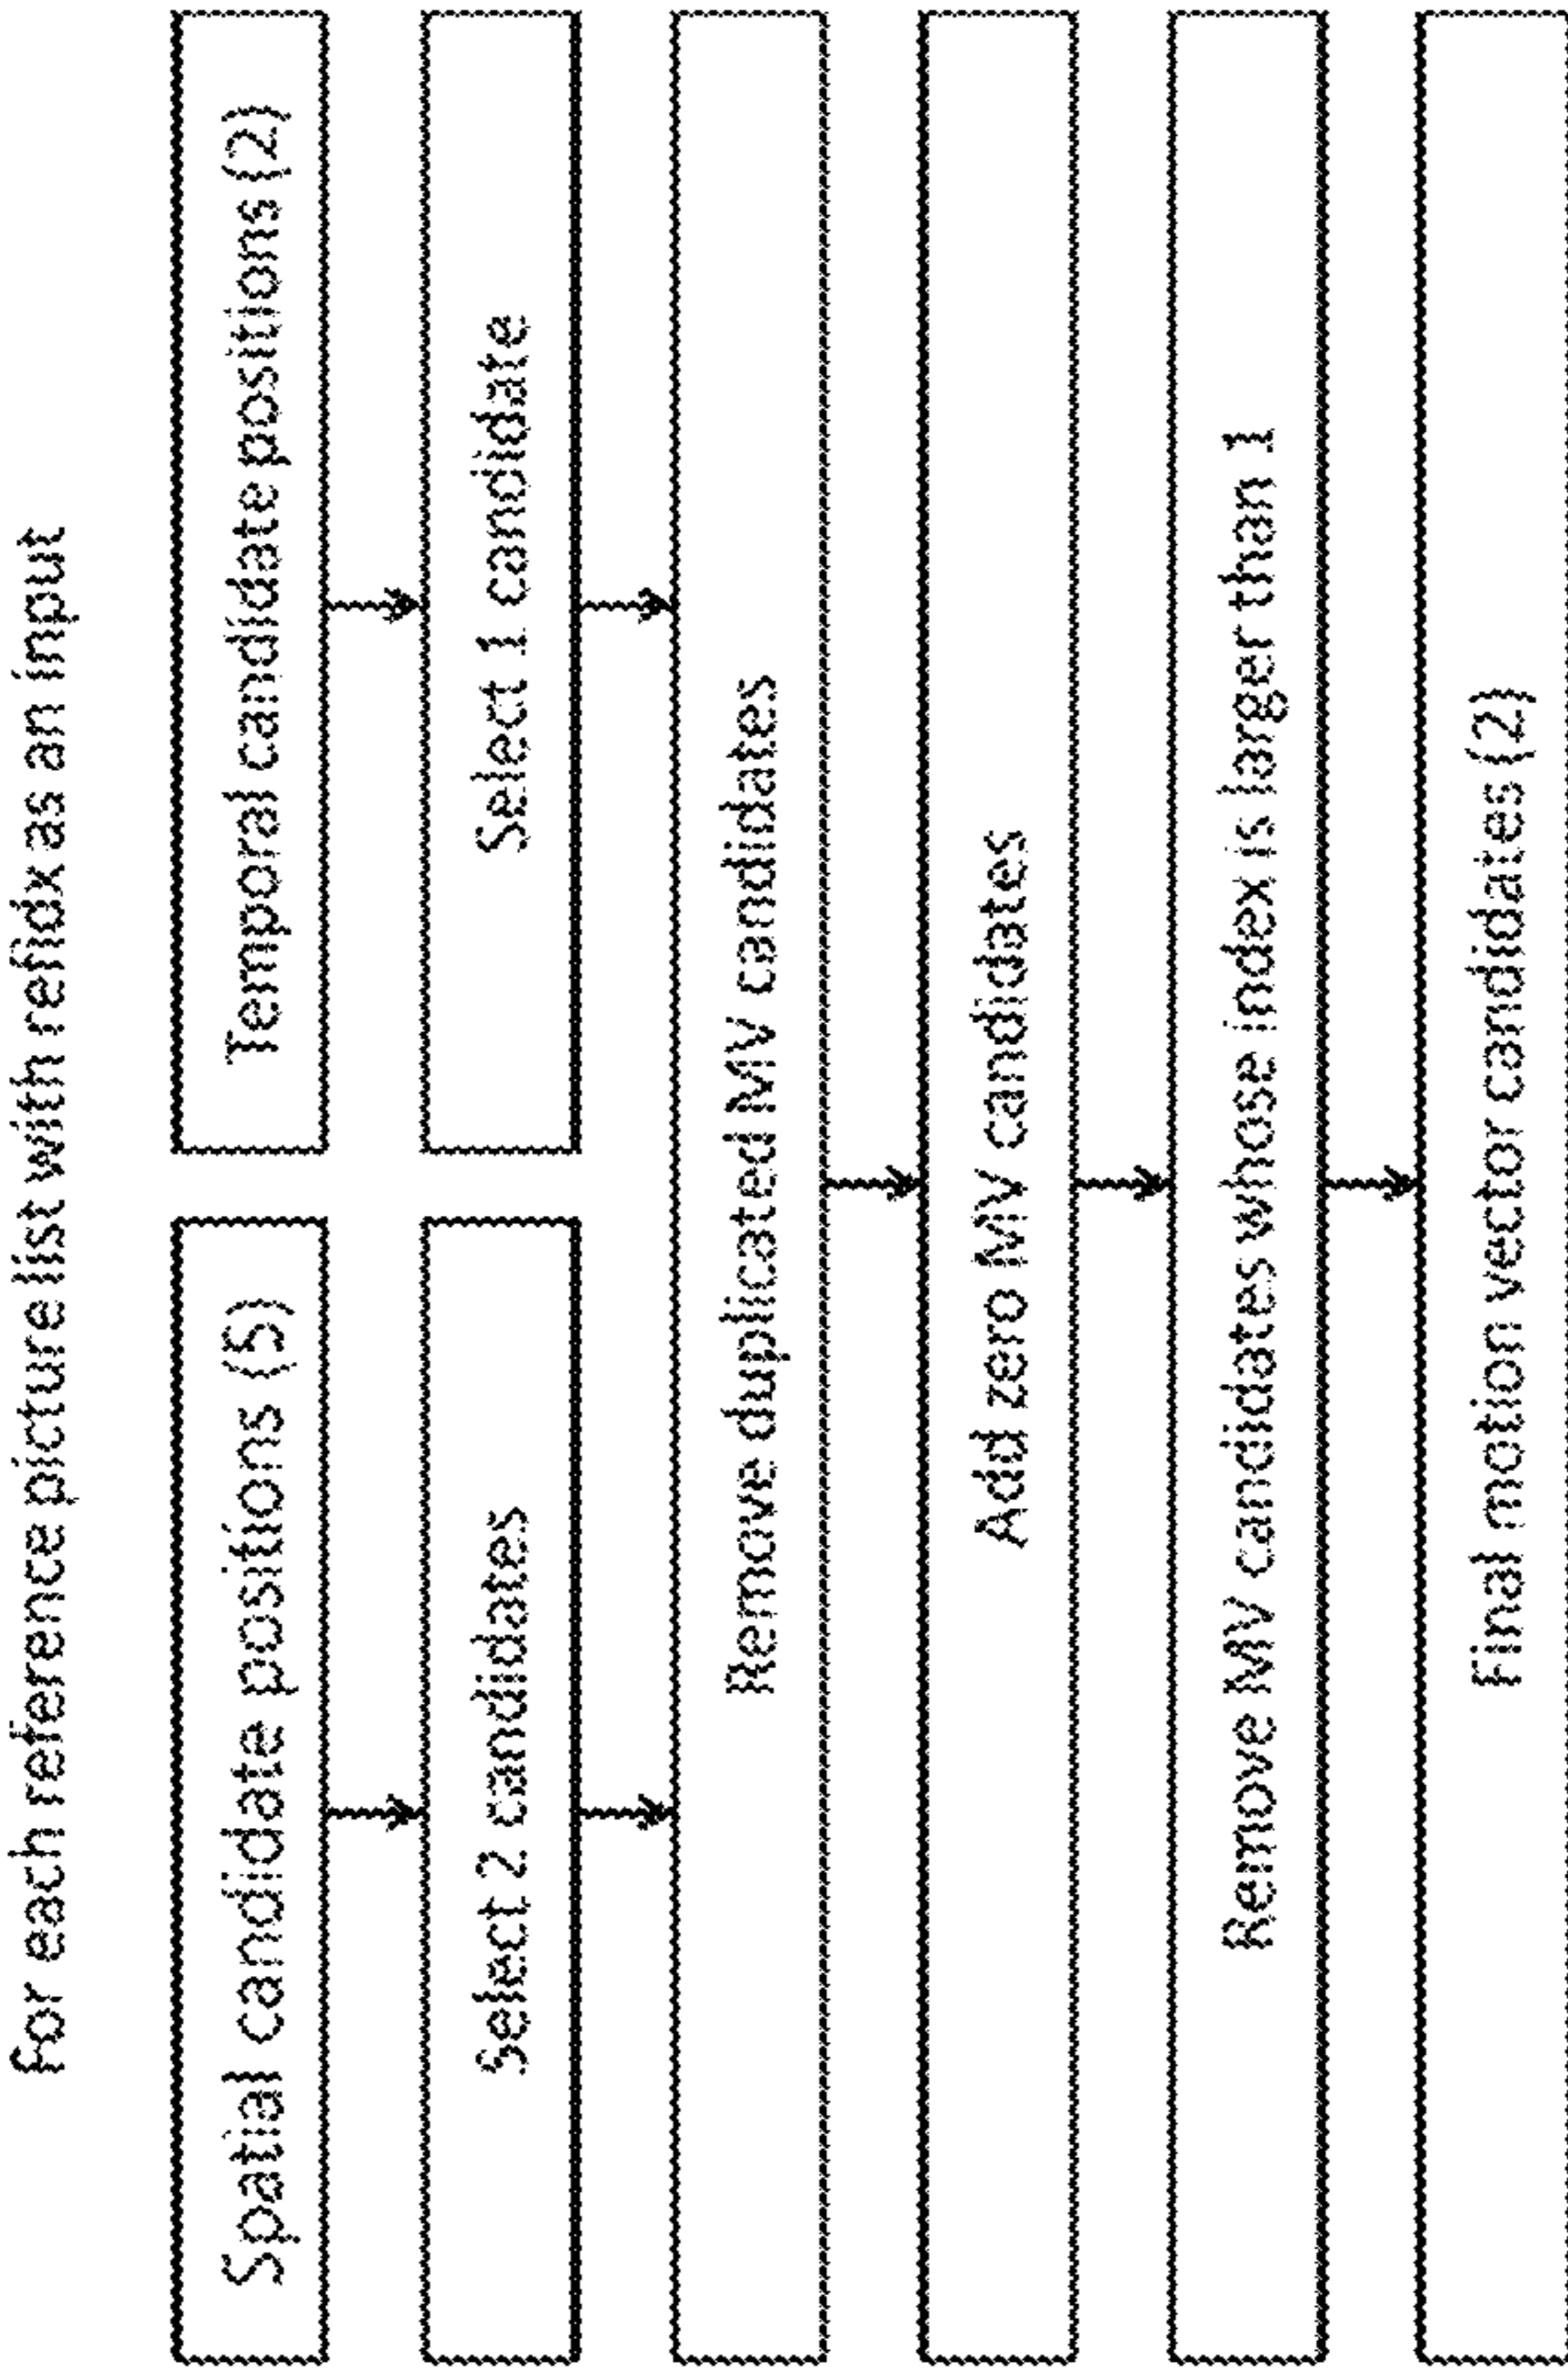 For each reference picture list with refidx as an input
Spatial candidate positions (5)
Temporal candidate positions (2)
Select 2 candidates
Select 1 candidate
Remove duplicated MV candidates
Add zero MV candidates
Remove MV candidates whose index is larger than 1
Final motion vector candidates (2)